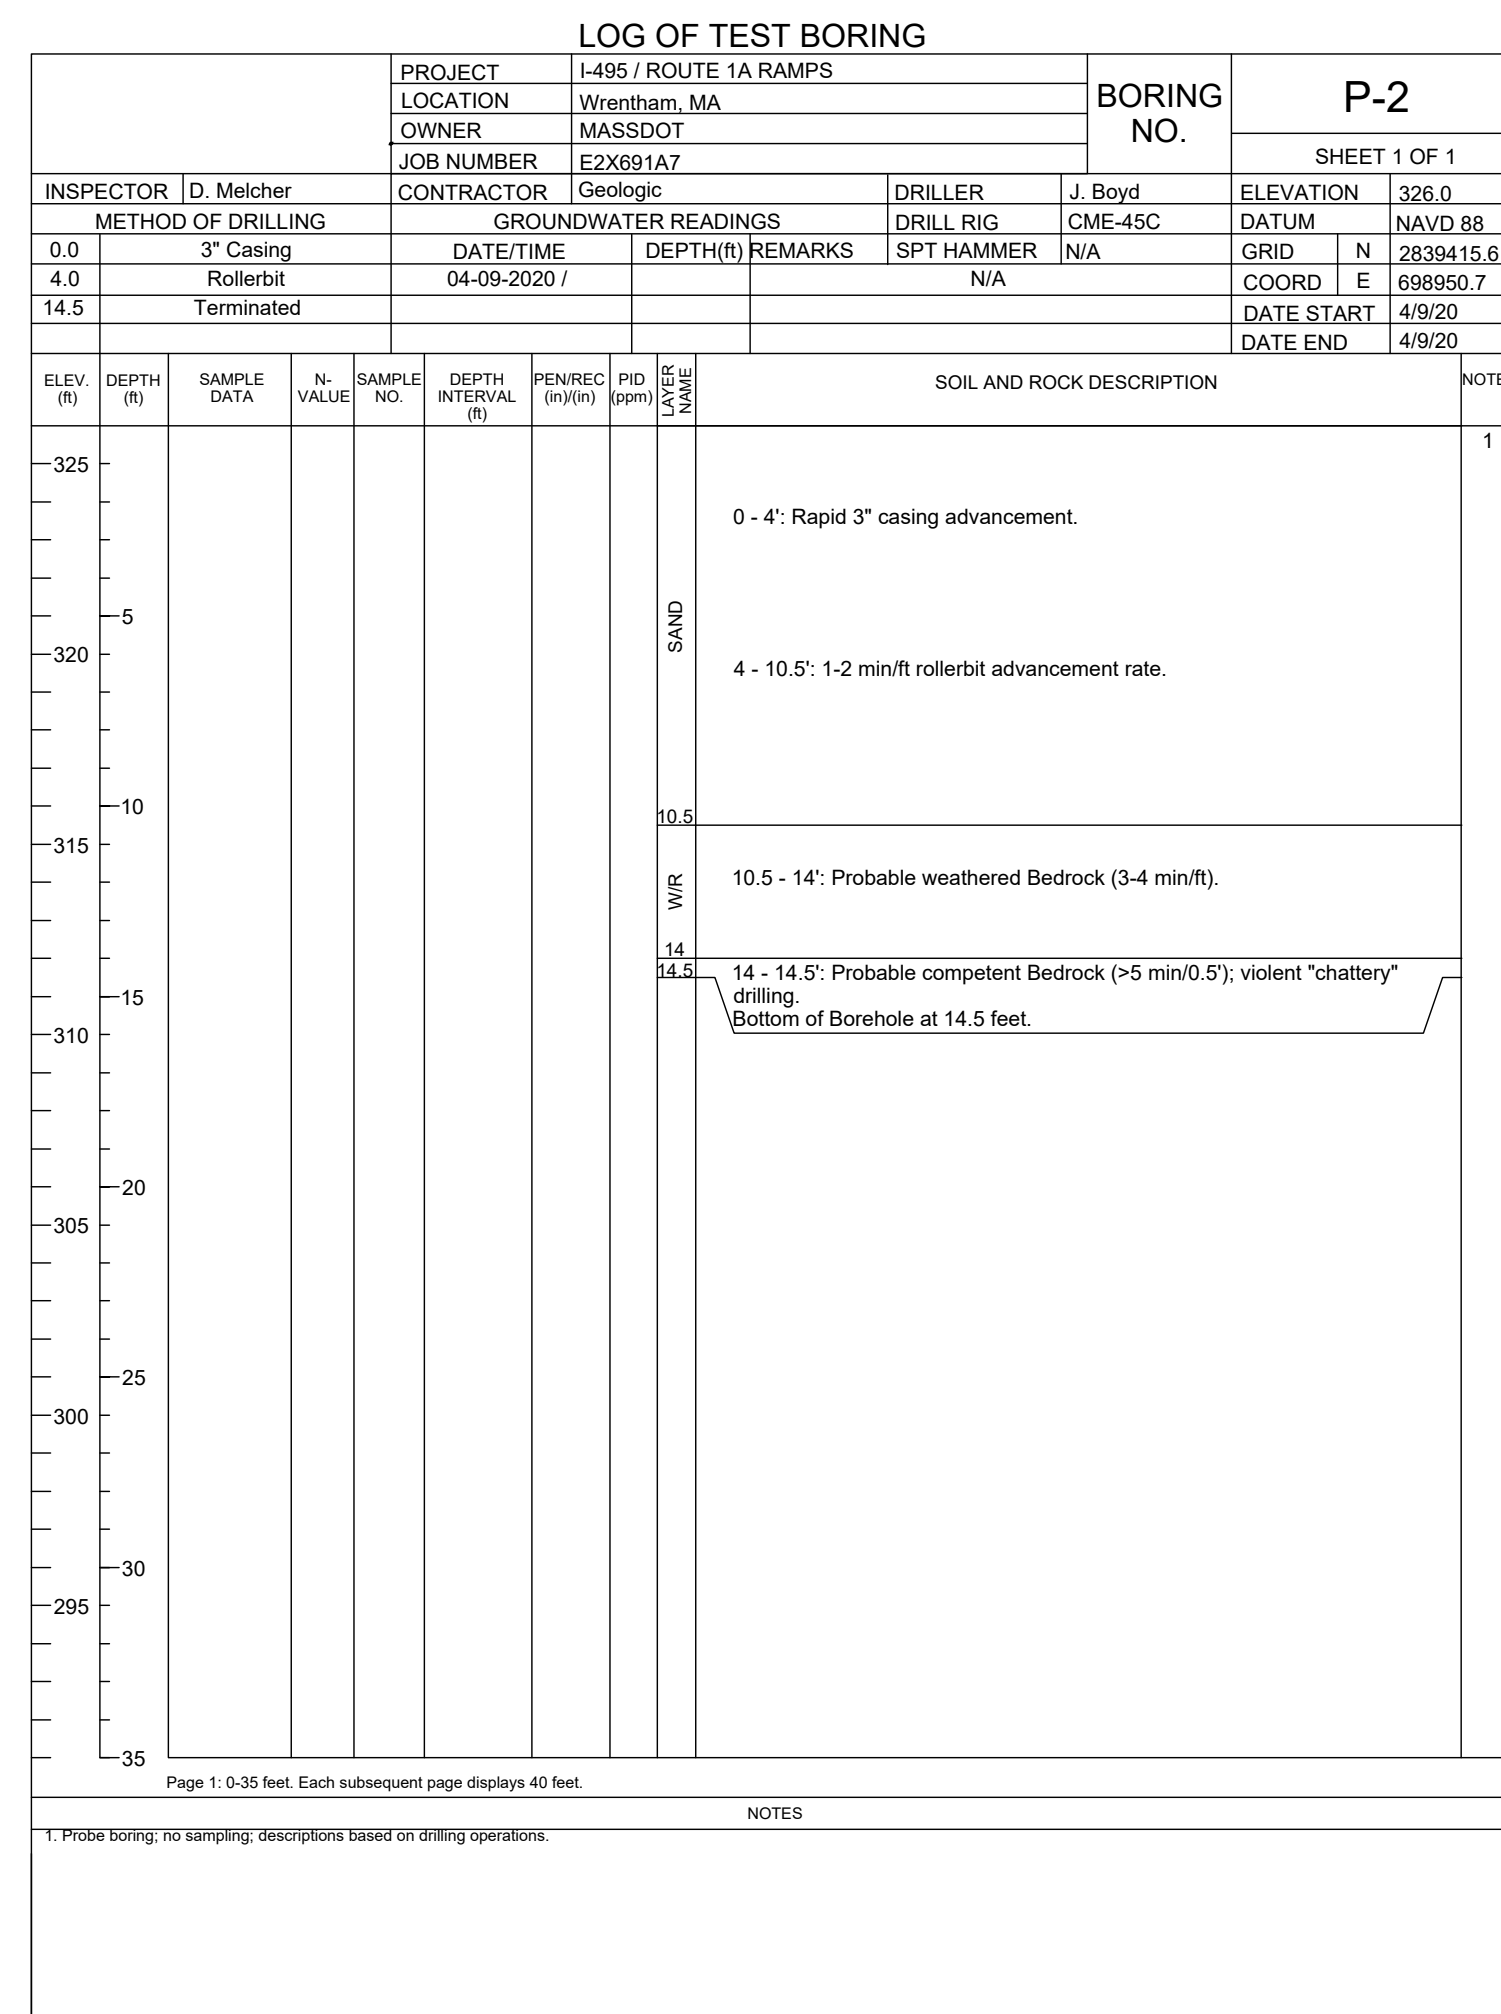 LOG OF TEST BORING
PROJECT I-495 / ROUTE 1A RAMPS
LOCATION Wrentham, MA
OWNER MASSDOT
JOB NUMBER E2X691A7
BORING
NO.
P-2
SHEET 1 OF 1
INSPECTOR D. Melcher CONTRACTOR Geologic DRILLER J. Boyd ELEVATION 326.0
METHOD OF DRILLING GROUNDWATER READINGS DRILL RIG CME-45C DATUM NAVD 88
0.0 3" Casing DATE/TIME DEPTH(ft) REMARKS SPT HAMMER N/A GRID N 2839415.6
4.0 Rollerbit 04-09-2020 / N/A COORD E 698950.7
14.5 Terminated DATE START 4/9/20
DATE END 4/9/20
ELEV.
(ft)
DEPTH
(ft)
SAMPLE
DATA
N-
VALUE
SAMPLE
NO.
DEPTH
INTERVAL
(ft)
PEN/REC
(in)/(in)
PID
(ppm)
LAYER
NAME
SOIL AND ROCK DESCRIPTION
NOTE
1
325
0 - 4': Rapid 3" casing advancement.
5
SAND
320
4 - 10.5': 1-2 min/ft rollerbit advancement rate.
10
10.5
315
W/R
10.5 - 14': Probable weathered Bedrock (3-4 min/ft).
14
14.5
14 - 14.5': Probable competent Bedrock (>5 min/0.5'); violent "chattery"
drilling.
15
Bottom of Borehole at 14.5 feet.
310
20
305
25
300
30
295
35
Page 1: 0-35 feet. Each subsequent page displays 40 feet.
NOTES
1. Probe boring; no sampling; descriptions based on drilling operations.